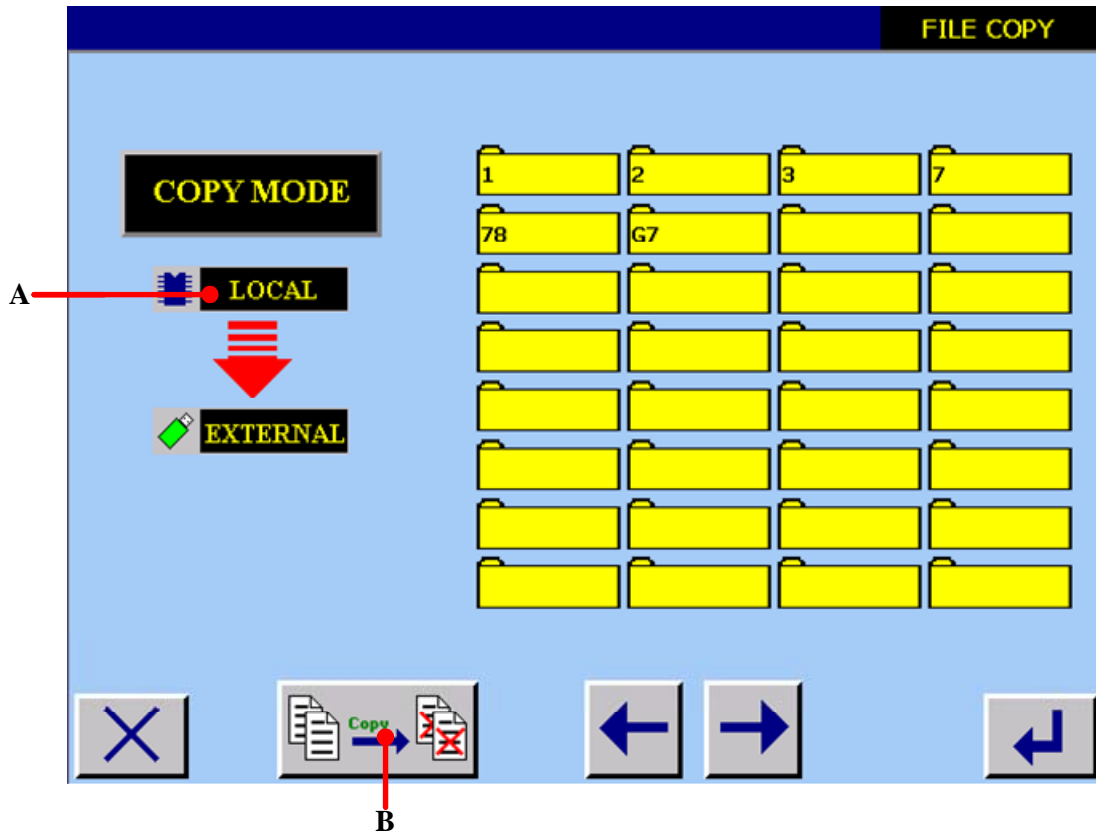 FILE COPY
COPY MODE
1 2 3 7
78 G7
A LOCAL
EXTERNAL
Copy
B